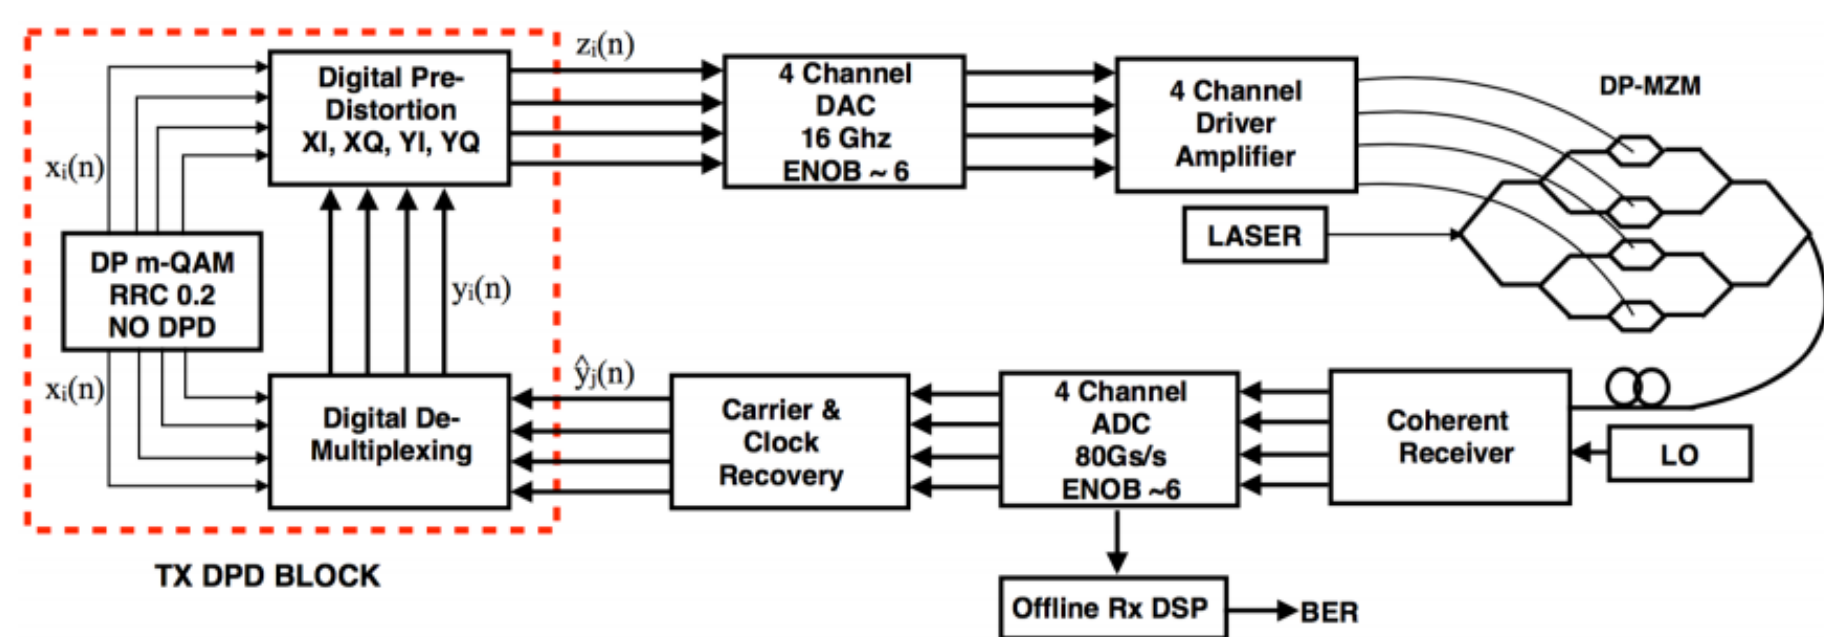 zi(n)
Digital Pre-
Distortion
XI, XQ, YI, YQ
4 Channel
DAC
16 Ghz
ENOB ~ 6
4 Channel
Driver
Amplifier
DP-MZM
xi(n)
LASER
DP m-QAM
RRC 0.2
NO DPD
yi(n)
xi(n)
ŷj(n)
Digital De-
Multiplexing
Carrier &
Clock
Recovery
4 Channel
ADC
80Gs/s
ENOB ~6
Coherent
Receiver
LO
TX DPD BLOCK
Offline Rx DSP
BER